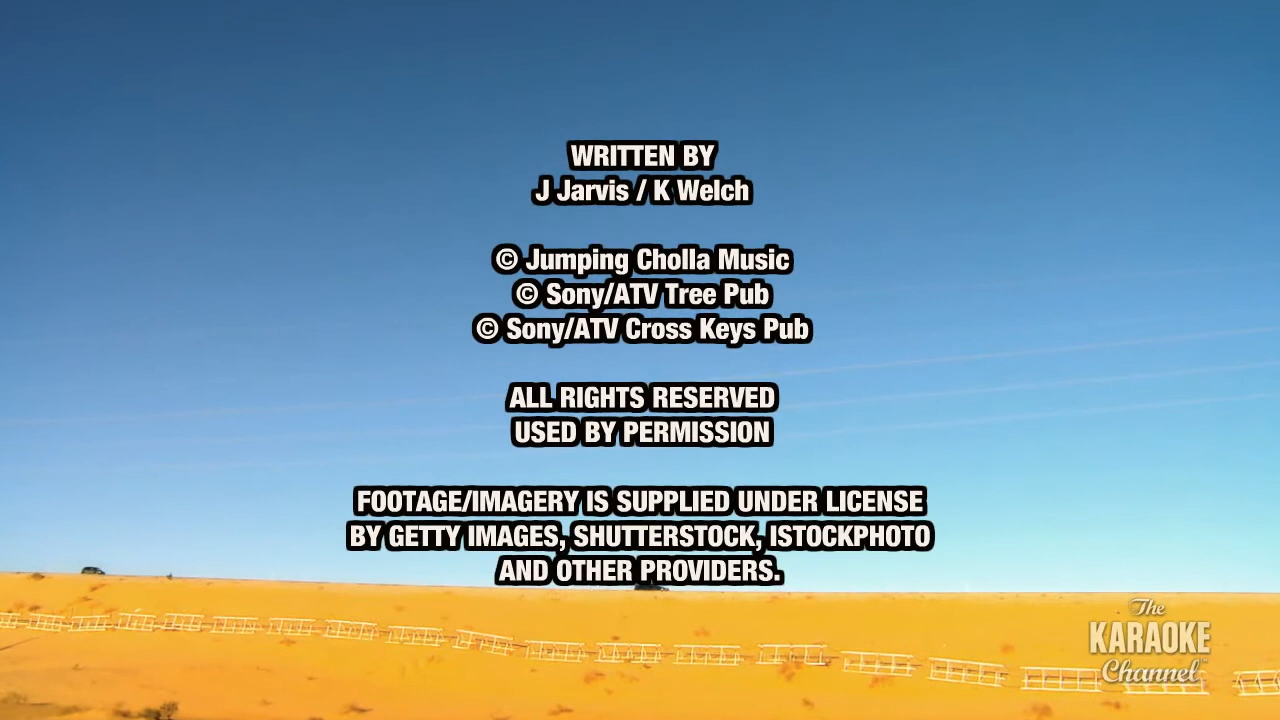 WRITTEN BY
J Jarvis / K Welch
© Jumping Cholla Music
© Sony/ATV Tree Pub
© Sony/ATV Cross Keys Pub
ALL RIGHTS RESERVED
USED BY PERMISSION
FOOTAGE/IMAGERY IS SUPPLIED UNDER LICENSE
BY GETTY IMAGES, SHUTTERSTOCK, ISTOCKPHOTO
AND OTHER PROVIDERS.
The
KARAOKE
Channel™